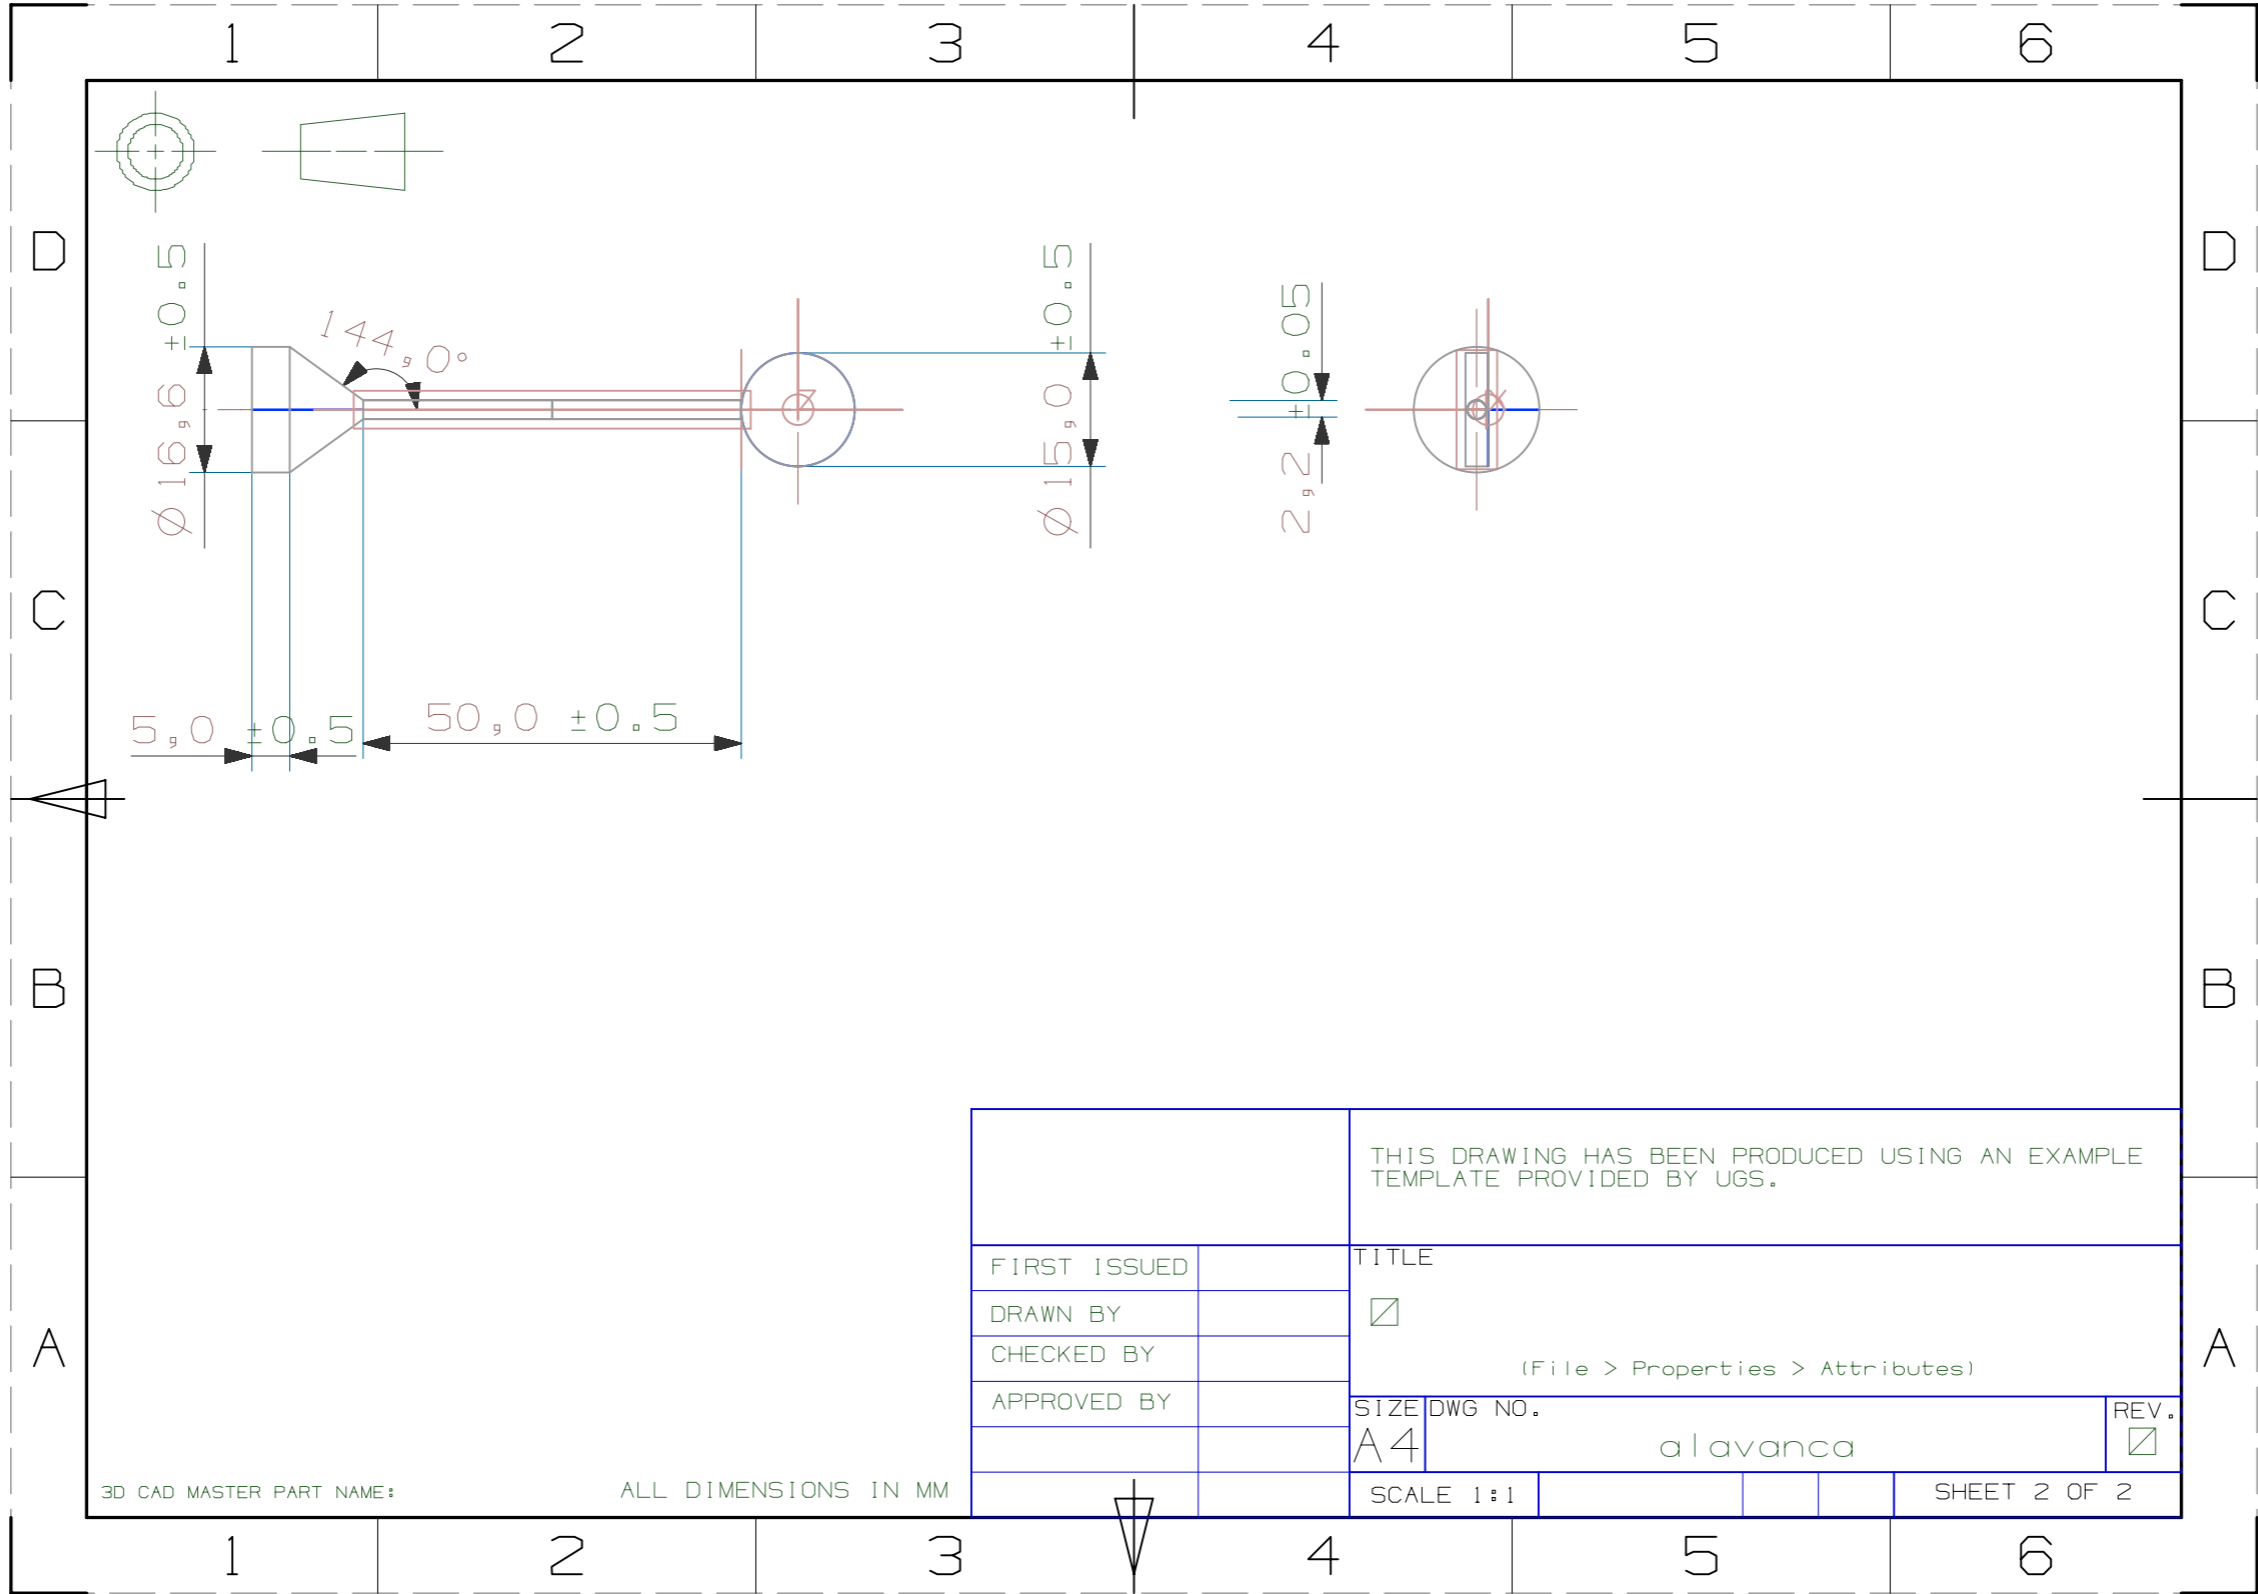 1 2 3 4 5 6
D D
C C
B B
A A
Ø16,6 ±0.5
144,0°
Ø15,0 ±0.5
2,2 ±0.05
5,0 ±0.5
50,0 ±0.5
Z
X
THIS DRAWING HAS BEEN PRODUCED USING AN EXAMPLE
TEMPLATE PROVIDED BY UGS.
FIRST ISSUED
DRAWN BY
CHECKED BY
APPROVED BY
TITLE
(File > Properties > Attributes)
SIZE
A4
DWG NO.
alavanca
REV.
SCALE 1:1
SHEET 2 OF 2
3D CAD MASTER PART NAME:
ALL DIMENSIONS IN MM
1 2 3 4 5 6